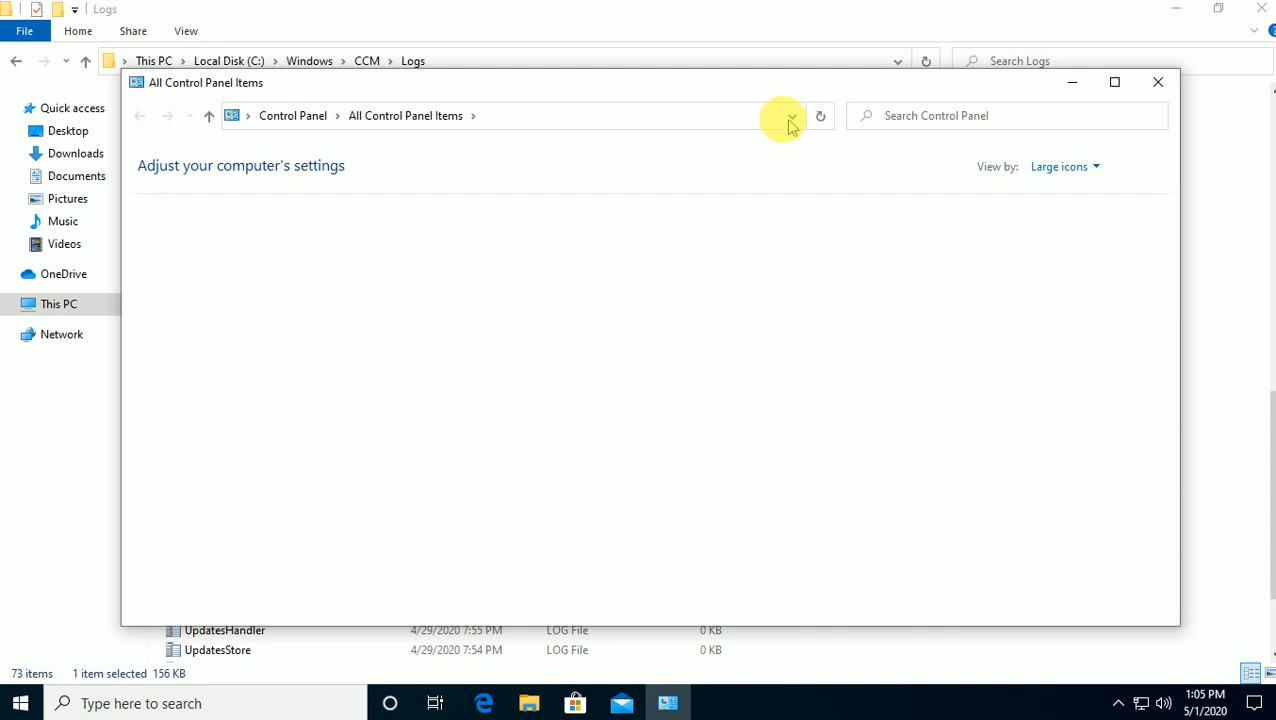 Logs
File Home Share View
This PC Local Disk (C:) Windows CCM Logs Search Logs
All Control Panel Items
Control Panel All Control Panel Items Search Control Panel
Adjust your computer's settings View by: Large icons
Quick access
Desktop
Downloads
Documents
Pictures
Music
Videos
OneDrive
This PC
Network
UpdatesHandler 4/29/2020 7:55 PM LOG File 0 KB
UpdatesStore 4/29/2020 7:54 PM LOG File 0 KB
73 items 1 item selected 156 KB
Type here to search
1:05 PM
5/1/2020